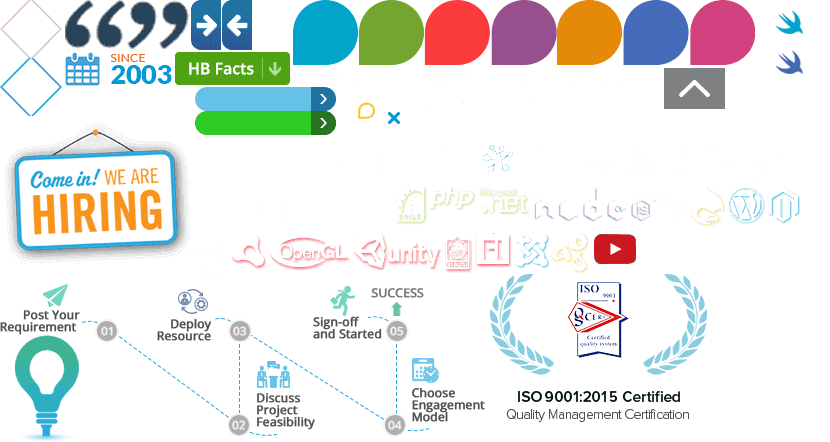 SINCE
2003
HB Facts
Come in! WE ARE
HIRING
php
Microsoft
.net
node
JS
OpenGL
unity
ISO
9001
CERT
Certified
quality system
Post Your
Requirement
01
Deploy
Resource
03
Sign-off
and Started
SUCCESS
05
Discuss
Project
Feasibility
02
Choose
Engagement
Model
04
ISO 9001:2015 Certified
Quality Management Certification